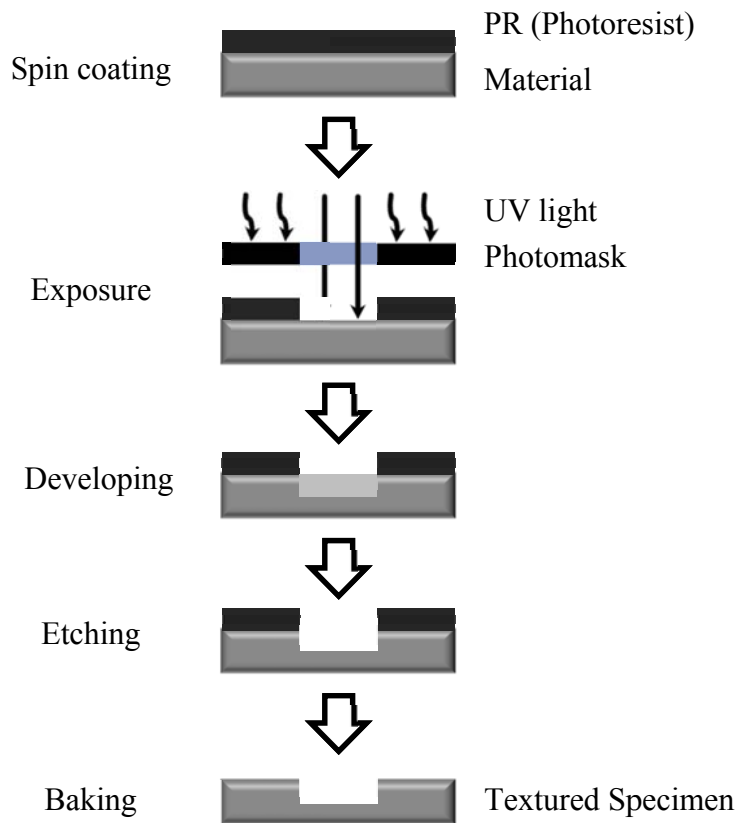 PR (Photoresist)
Spin coating
Material
UV light
Photomask
Exposure
Developing
Etching
Baking
Textured Specimen